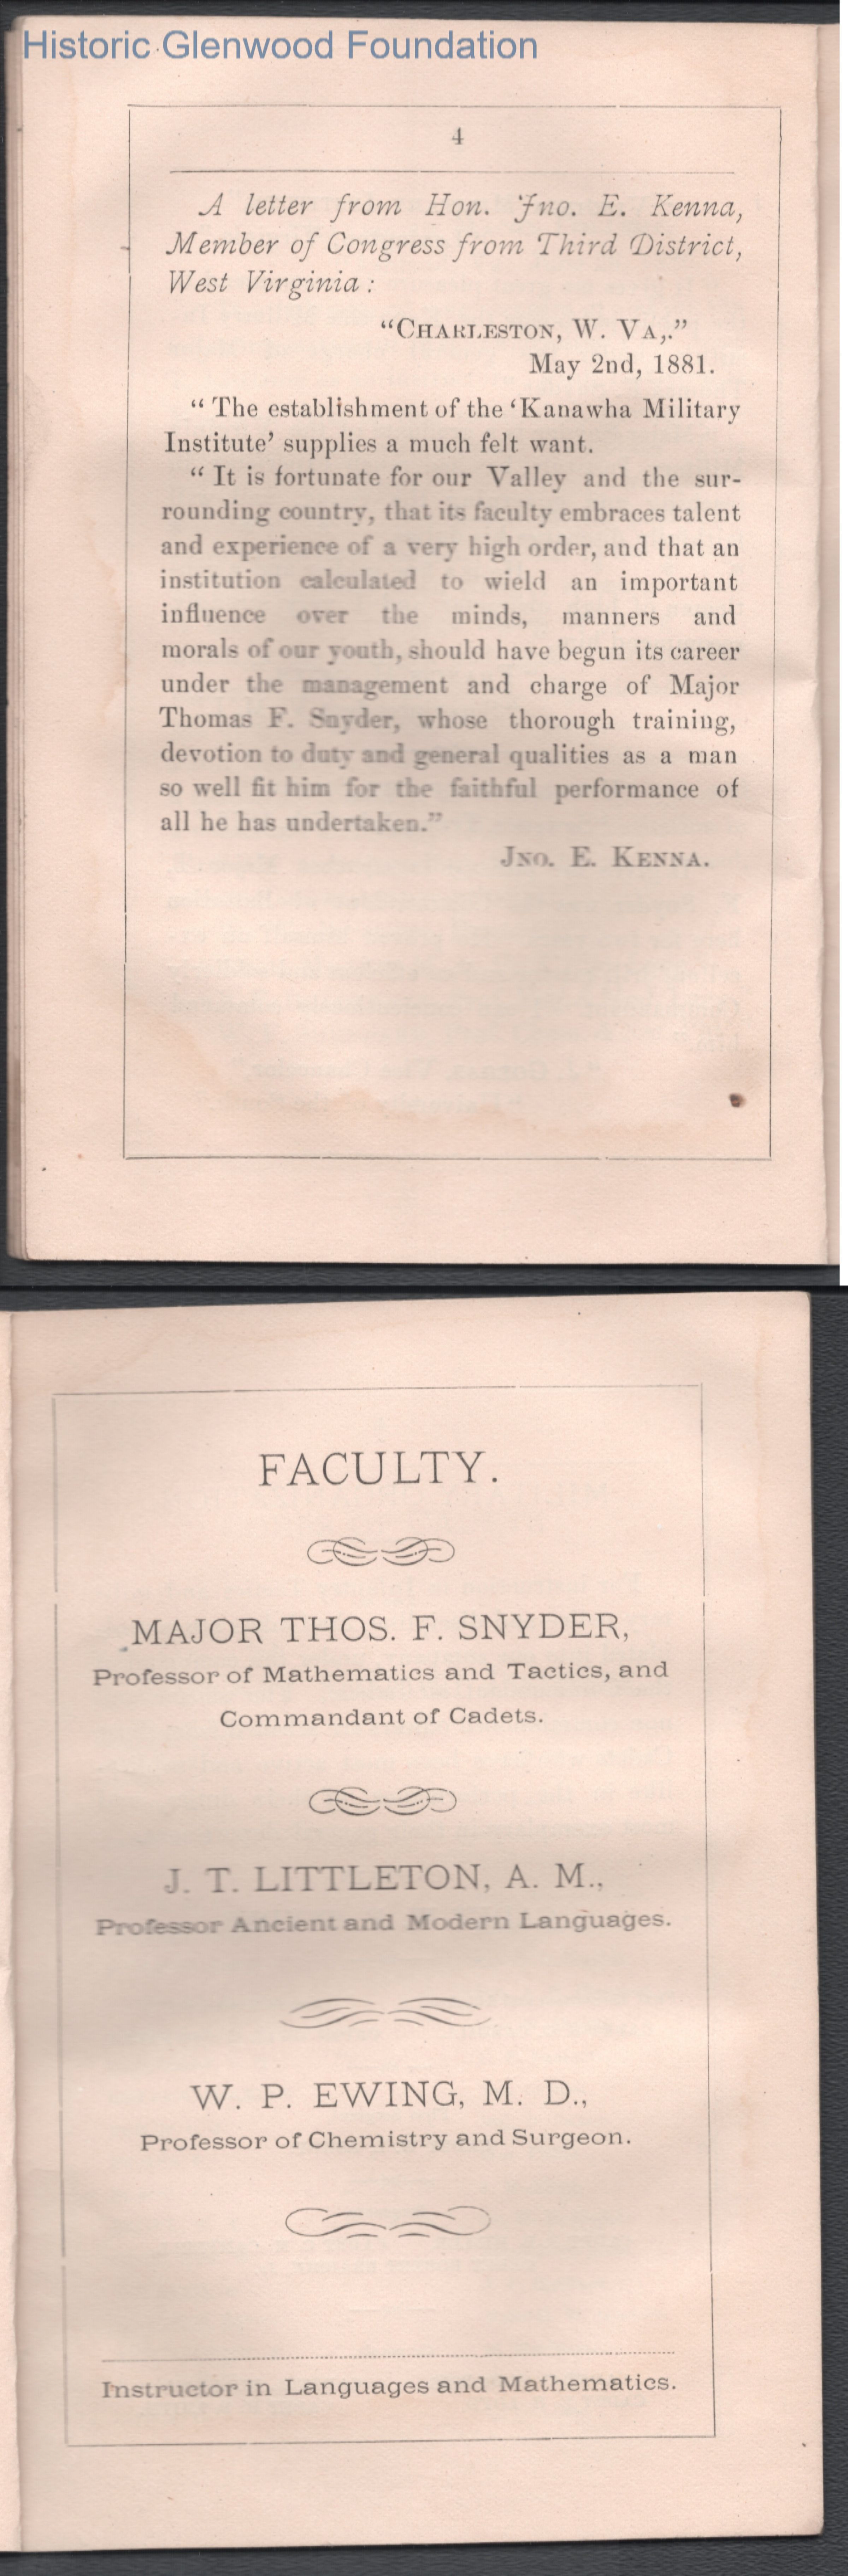 Historic Glenwood Foundation
4
A letter from Hon. Jno. E. Kenna,
Member of Congress from Third District,
West Virginia:
"CHARLESTON, W. VA,."
May 2nd, 1881.
"The establishment of the 'Kanawha Military
Institute' supplies a much felt want.
"It is fortunate for our Valley and the sur-
rounding country, that its faculty embraces talent
and experience of a very high order, and that an
institution calculated to wield an important
influence over the minds, manners and
morals of our youth, should have begun its career
under the management and charge of Major
Thomas F. Snyder, whose thorough training,
devotion to duty and general qualities as a man
so well fit him for the faithful performance of
all he has undertaken."
JNO. E. KENNA.
FACULTY.
MAJOR THOS. F. SNYDER,
Professor of Mathematics and Tactics, and
Commandant of Cadets.
J. T. LITTLETON, A. M.,
Professor Ancient and Modern Languages.
W. P. EWING, M. D.,
Professor of Chemistry and Surgeon.
Instructor in Languages and Mathematics.